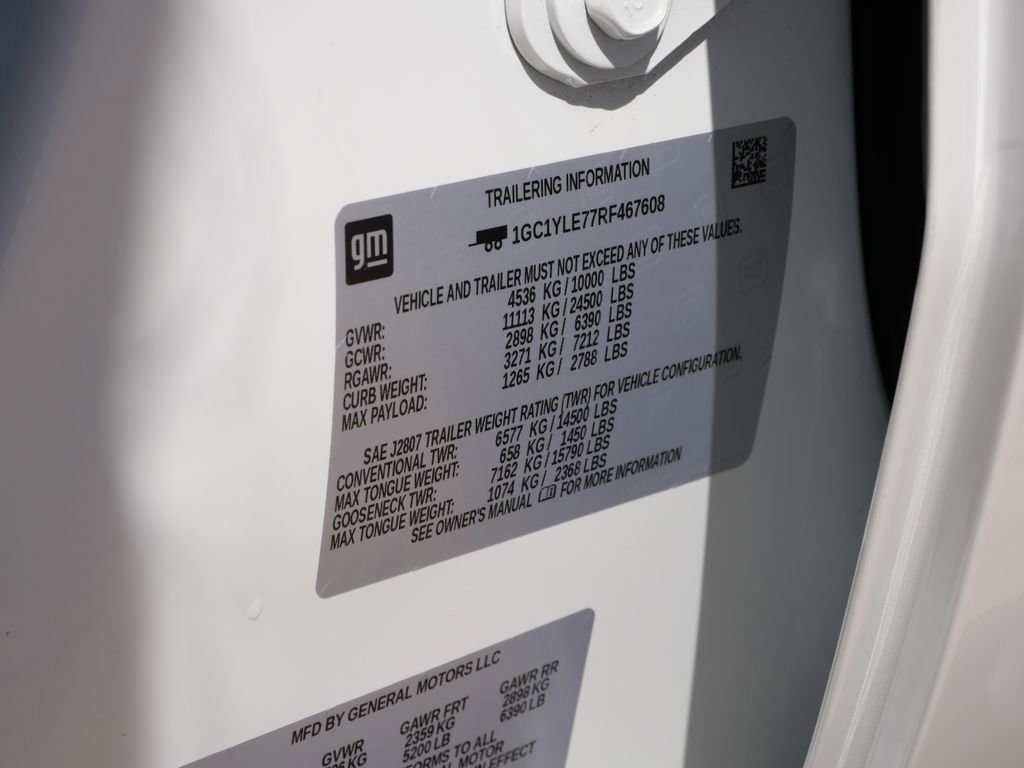 TRAILERING INFORMATION
gm
1GC1YLE77RF467608
VEHICLE AND TRAILER MUST NOT EXCEED ANY OF THESE VALUES.
GVWR: 4536 KG / 10000 LBS
GCWR: 11113 KG / 24500 LBS
RGAWR: 2898 KG / 6390 LBS
CURB WEIGHT: 3271 KG / 7212 LBS
MAX PAYLOAD: 1265 KG / 2788 LBS
SAE J2807 TRAILER WEIGHT RATING (TWR) FOR VEHICLE CONFIGURATION.
CONVENTIONAL TWR: 6577 KG / 14500 LBS
MAX TONGUE WEIGHT: 658 KG / 1450 LBS
GOOSENECK TWR: 7162 KG / 15790 LBS
MAX TONGUE WEIGHT: 1074 KG / 2368 LBS
SEE OWNER'S MANUAL FOR MORE INFORMATION
MFD BY GENERAL MOTORS LLC
GVWR GAWR FRT GAWR RR
KG 2359 KG 2898 KG
5200 LB 6390 LB
TO ALL
MOTOR
EFFECT